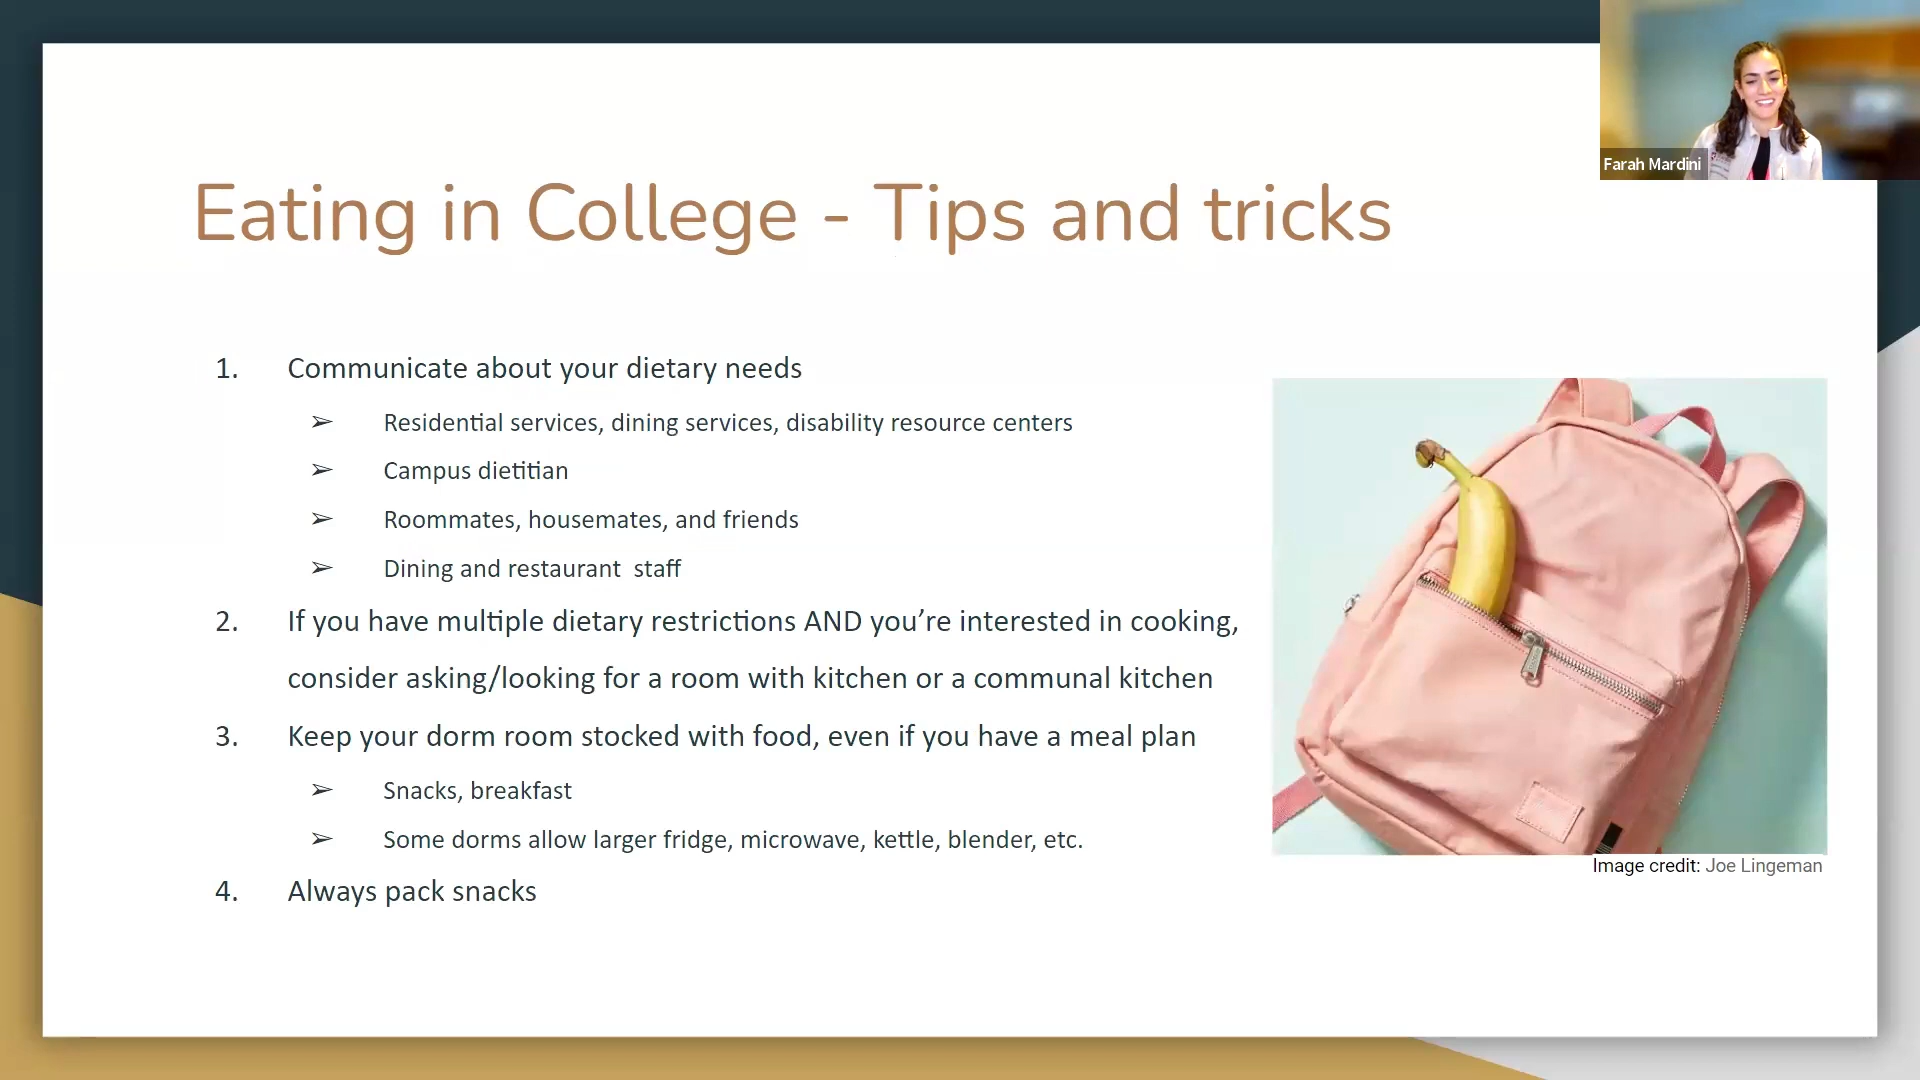 Farah Mardini
Eating in College - Tips and tricks
1. Communicate about your dietary needs
➢ Residential services, dining services, disability resource centers
➢ Campus dietitian
➢ Roommates, housemates, and friends
➢ Dining and restaurant staff
2. If you have multiple dietary restrictions AND you’re interested in cooking,
consider asking/looking for a room with kitchen or a communal kitchen
3. Keep your dorm room stocked with food, even if you have a meal plan
➢ Snacks, breakfast
➢ Some dorms allow larger fridge, microwave, kettle, blender, etc.
4. Always pack snacks
Image credit: Joe Lingeman